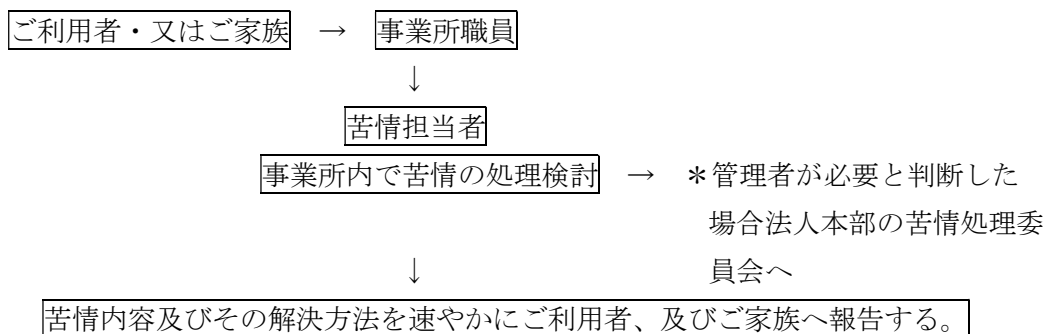 ご利用者・又はご家族 → 事業所職員
↓
苦情担当者
事業所内で苦情の処理検討 → ＊管理者が必要と判断した
場合法人本部の苦情処理委
↓ 員会へ
苦情内容及びその解決方法を速やかにご利用者、及びご家族へ報告する。